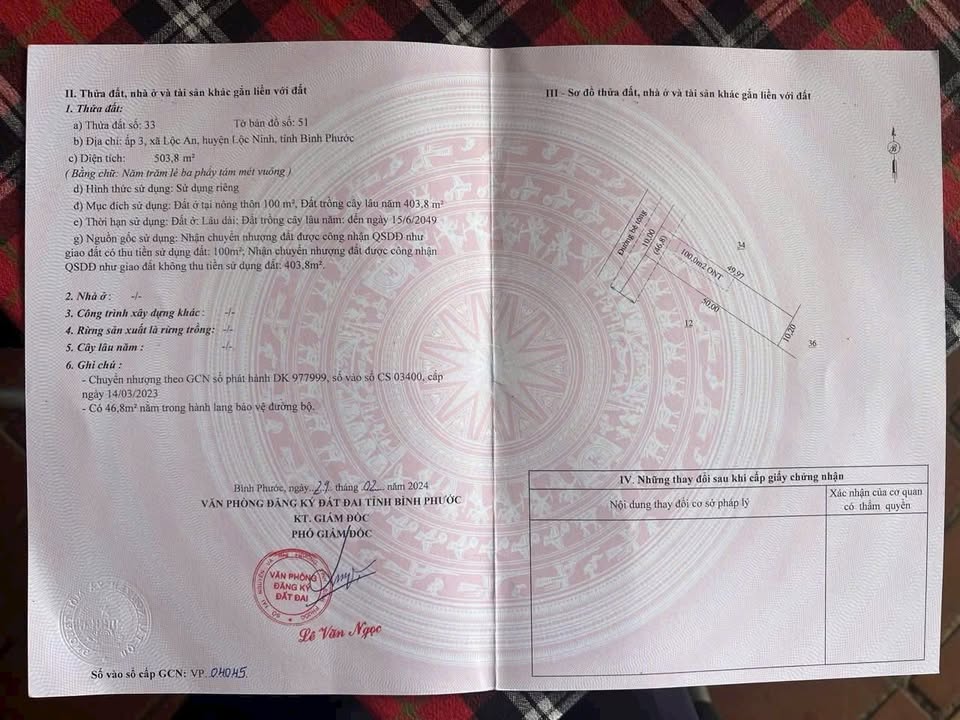 II. Thửa đất, nhà ở và tài sản khác gắn liền với đất
1. Thửa đất:
a) Thửa đất số: 33 Tờ bản đồ số: 51
b) Địa chỉ: ấp 3, xã Lộc An, huyện Lộc Ninh, tỉnh Bình Phước
c) Diện tích: 503,8 m²
( Bằng chữ: Năm trăm lẻ ba phẩy tám mét vuông )
d) Hình thức sử dụng: Sử dụng riêng
đ) Mục đích sử dụng: Đất ở tại nông thôn 100 m², Đất trồng cây lâu năm 403,8 m²
e) Thời hạn sử dụng: Đất ở: Lâu dài; Đất trồng cây lâu năm: đến ngày 15/6/2049
g) Nguồn gốc sử dụng: Nhận chuyển nhượng đất được công nhận QSDĐ như
giao đất có thu tiền sử dụng đất: 100m², Nhận chuyển nhượng đất được công nhận
QSDĐ như giao đất không thu tiền sử dụng đất: 403,8m².
2. Nhà ở : -/-
3. Công trình xây dựng khác : -/-
4. Rừng sản xuất là rừng trồng: -/-
5. Cây lâu năm : -/-
6. Ghi chú :
- Chuyển nhượng theo GCN số phát hành DK 977999, số vào sổ CS 03400, cấp
ngày 14/03/2023
- Có 46,8m² nằm trong hành lang bảo vệ đường bộ.
Bình Phước, ngày 29 tháng 02 năm 2024
VĂN PHÒNG ĐĂNG KÝ ĐẤT ĐAI TỈNH BÌNH PHƯỚC
KT. GIÁM ĐỐC
PHÓ GIÁM ĐỐC
VĂN PHÒNG
ĐĂNG KÝ
ĐẤT ĐAI
Lê Văn Ngọc
Số vào sổ cấp GCN: VP. 04045.
III - Sơ đồ thửa đất, nhà ở và tài sản khác gắn liền với đất
Đường bê tông
10,00
(46,8)
100.0m2 ONT
34
49,97
50,00
12
10,20
36
IV. Những thay đổi sau khi cấp giấy chứng nhận
Nội dung thay đổi cơ sở pháp lý
Xác nhận của cơ quan
có thẩm quyền